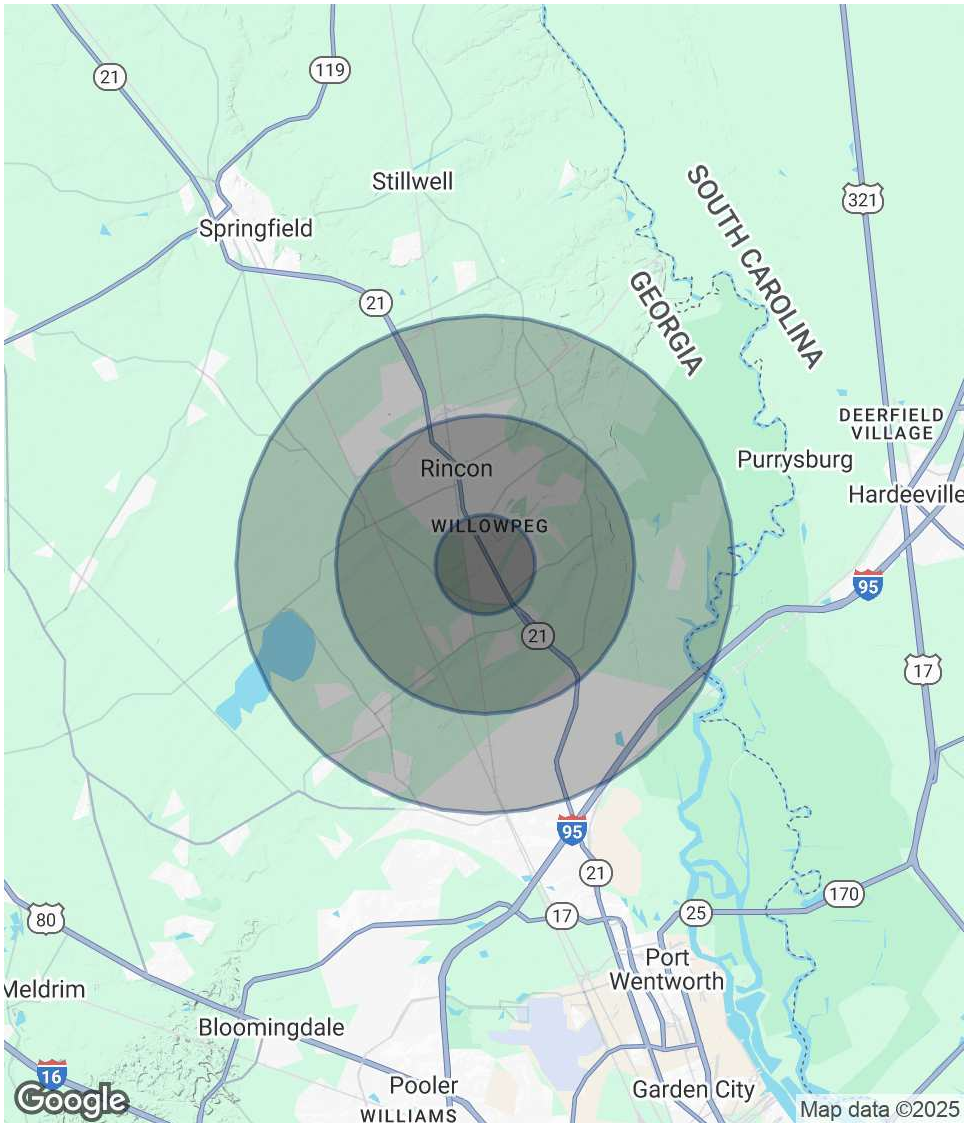 21
119
Stillwell
321
SOUTH CAROLINA
Springfield
GEORGIA
21
DEERFIELD
VILLAGE
Rincon
Purrysburg
Hardeeville
WILLOWPEG
95
21
17
95
21
170
80
17
25
Port
Wentworth
Meldrim
Bloomingdale
16
Pooler
Garden City
Google
WILLIAMS
Map data ©2025